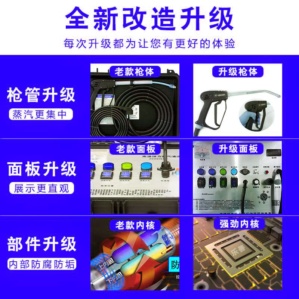 全新改造升级
每次升级都为让您有更好的体验
枪管升级
蒸汽更集中
老款枪体
升级枪体
面板升级
展示更直观
老款面板
升级面板
部件升级
内部防腐防垢
老款内核
强劲内核
防